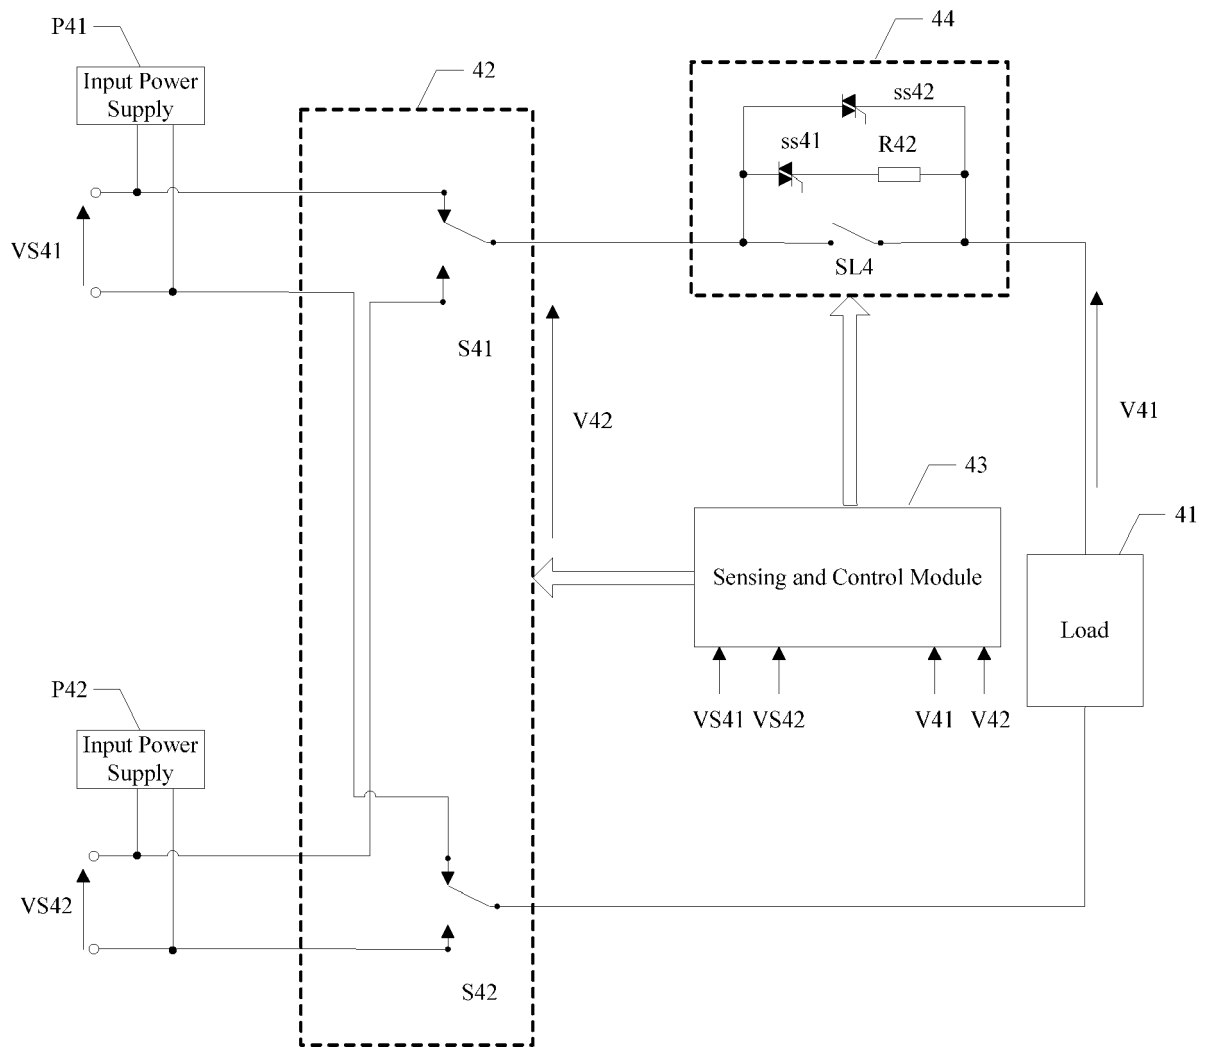 P41
Input Power
Supply
42
44
ss42
ss41
R42
SL4
VS41
S41
V42
V41
43
Sensing and Control Module
41
Load
VS41
VS42
V41
V42
P42
Input Power
Supply
VS42
S42